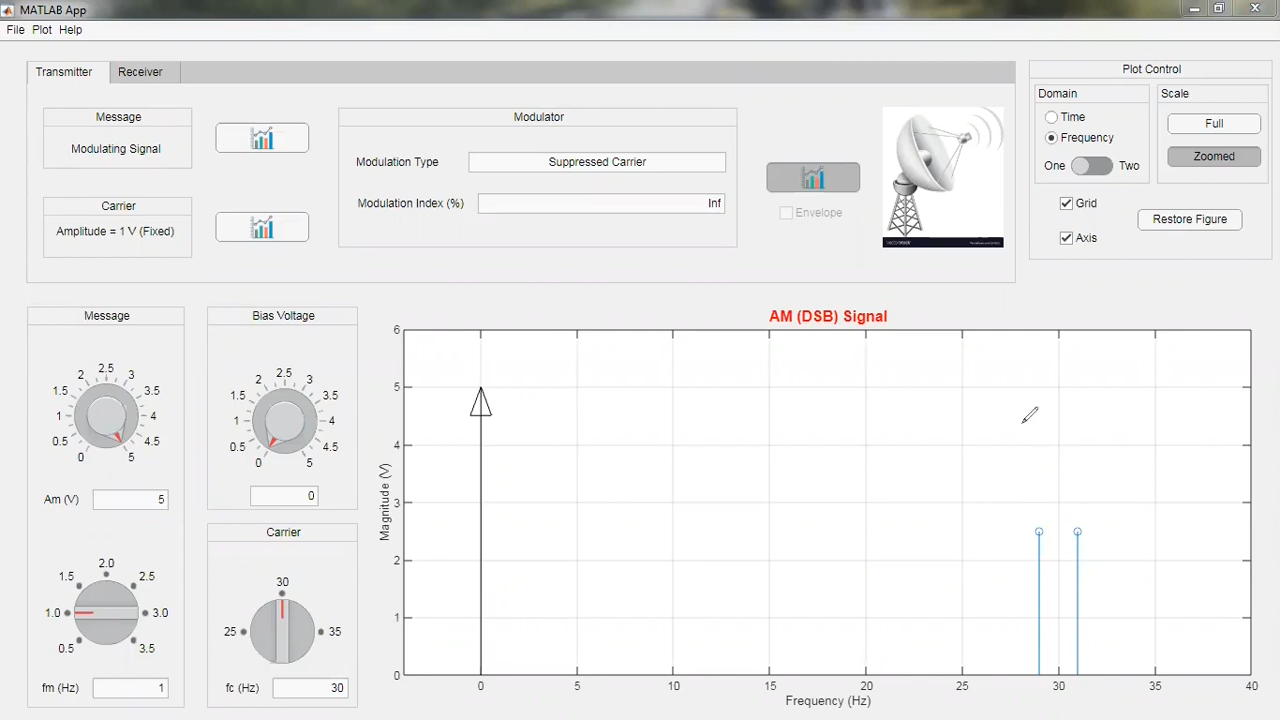 MATLAB App
File Plot Help
Transmitter Receiver
Message
Modulating Signal
Carrier
Amplitude = 1 V (Fixed)
Modulator
Modulation Type Suppressed Carrier
Modulation Index (%) Inf
Envelope
Plot Control
Domain
Time
Frequency
One Two
Scale
Full
Zoomed
Grid
Axis
Restore Figure
Message
0 0.5 1 1.5 2 2.5 3 3.5 4 4.5 5
Am (V) 5
0.5 1.0 1.5 2.0 2.5 3.0 3.5
fm (Hz) 1
Bias Voltage
0 0.5 1 1.5 2 2.5 3 3.5 4 4.5 5
0
Carrier
25 30 35
fc (Hz) 30
AM (DSB) Signal
Magnitude (V)
6
5
4
3
2
1
0
0 5 10 15 20 25 30 35 40
Frequency (Hz)